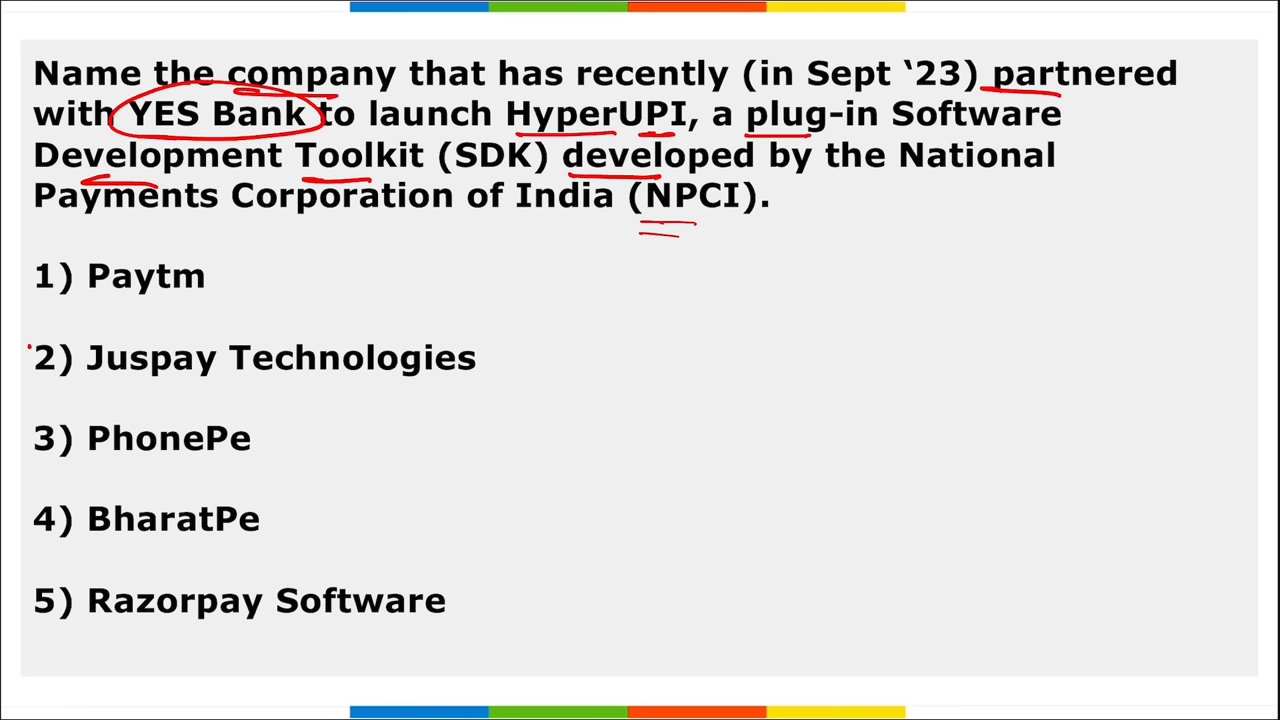 Name the company that has recently (in Sept ‘23) partnered
with YES Bank to launch HyperUPI, a plug-in Software
Development Toolkit (SDK) developed by the National
Payments Corporation of India (NPCI).
1) Paytm
2) Juspay Technologies
3) PhonePe
4) BharatPe
5) Razorpay Software